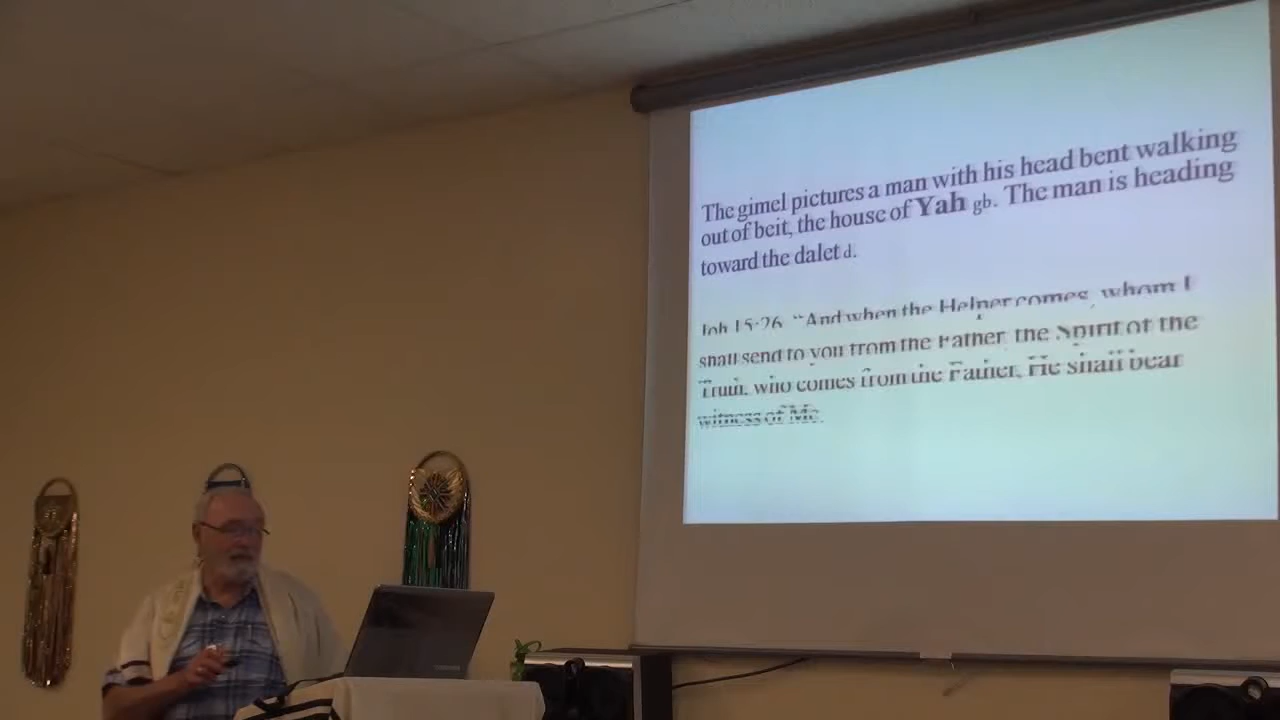 The gimel pictures a man with his head bent walking
out of beit, the house of Yah gb. The man is heading
toward the dalet d.
Joh 15:26 “And when the Helper comes, whom I
shall send to you from the Father, the Spirit of the
Truth, who comes from the Father, He shall bear
witness of Me.